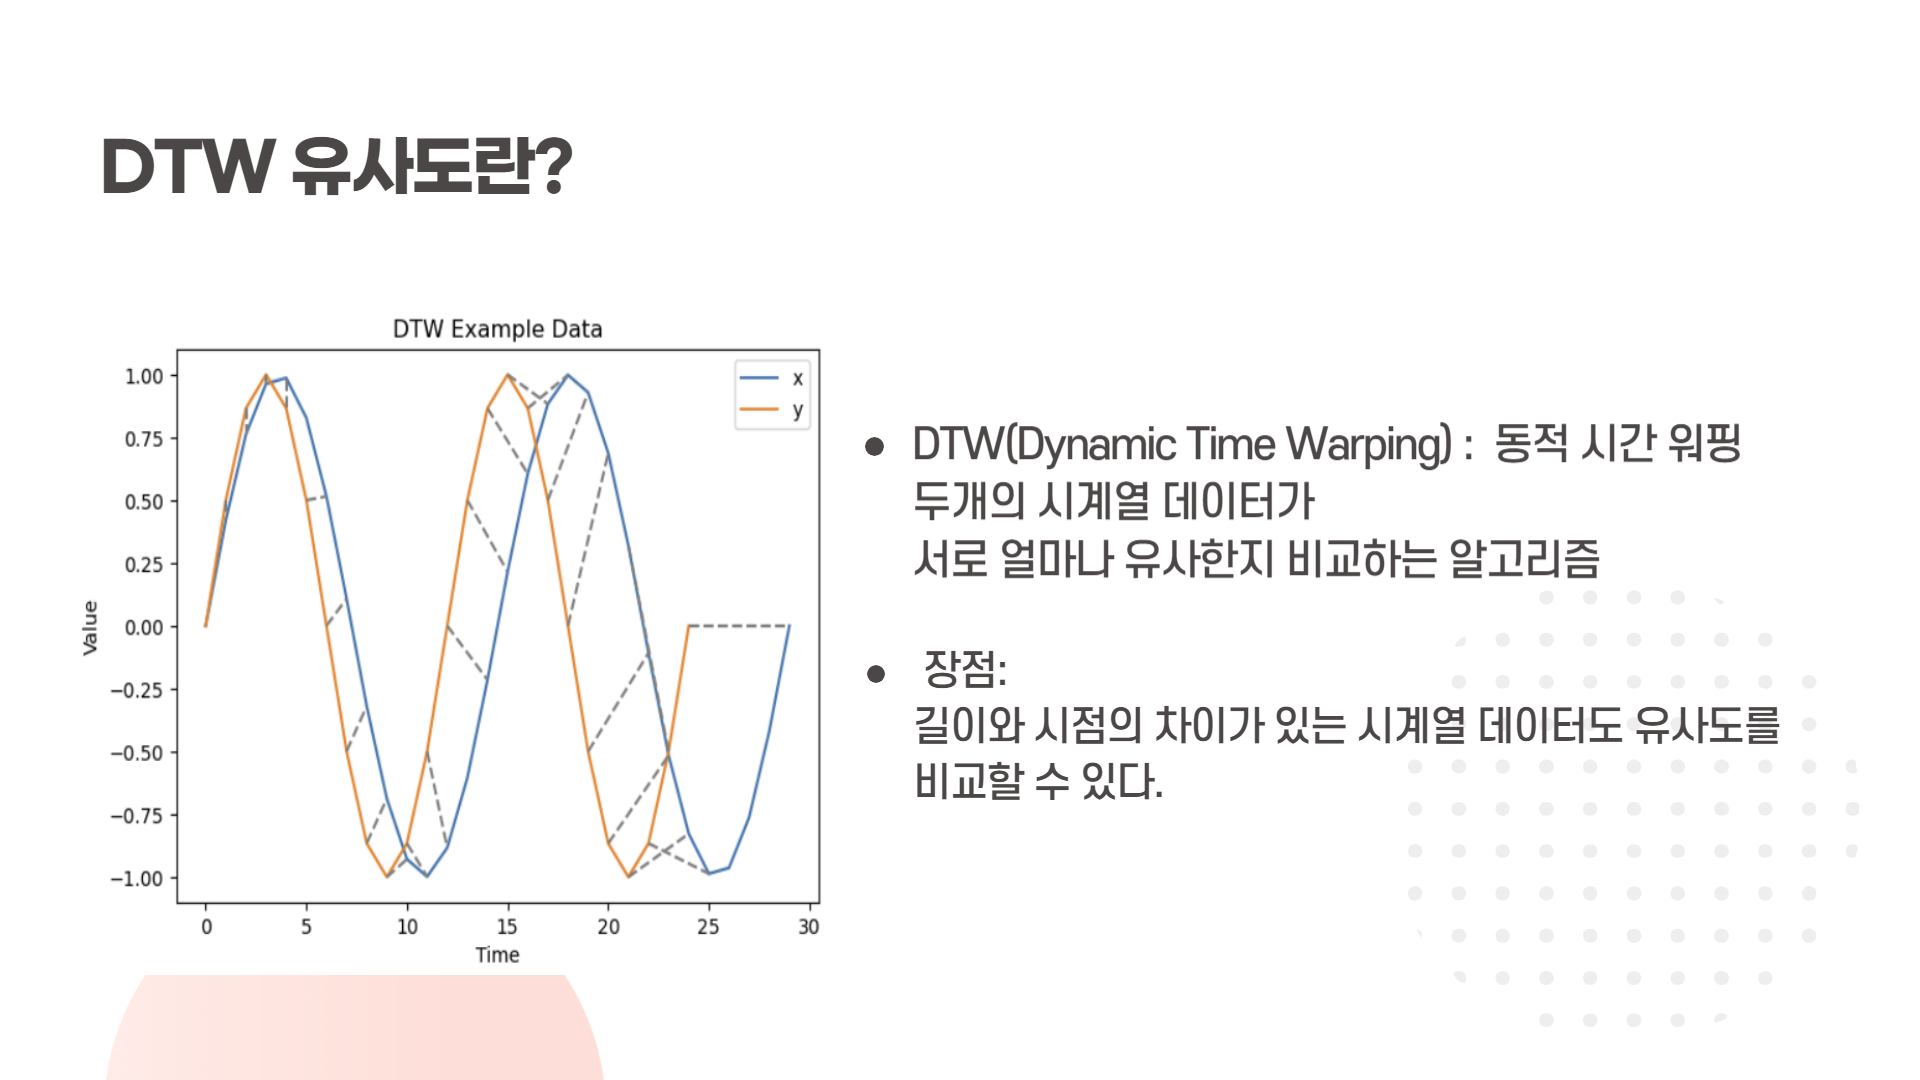 DTW 유사도란?
DTW Example Data
x
y
1.00
0.75
0.50
0.25
0.00
−0.25
−0.50
−0.75
−1.00
Value
0 5 10 15 20 25 30
Time
● DTW(Dynamic Time Warping) : 동적 시간 워핑
두개의 시계열 데이터가
서로 얼마나 유사한지 비교하는 알고리즘
● 장점:
길이와 시점의 차이가 있는 시계열 데이터도 유사도를
비교할 수 있다.